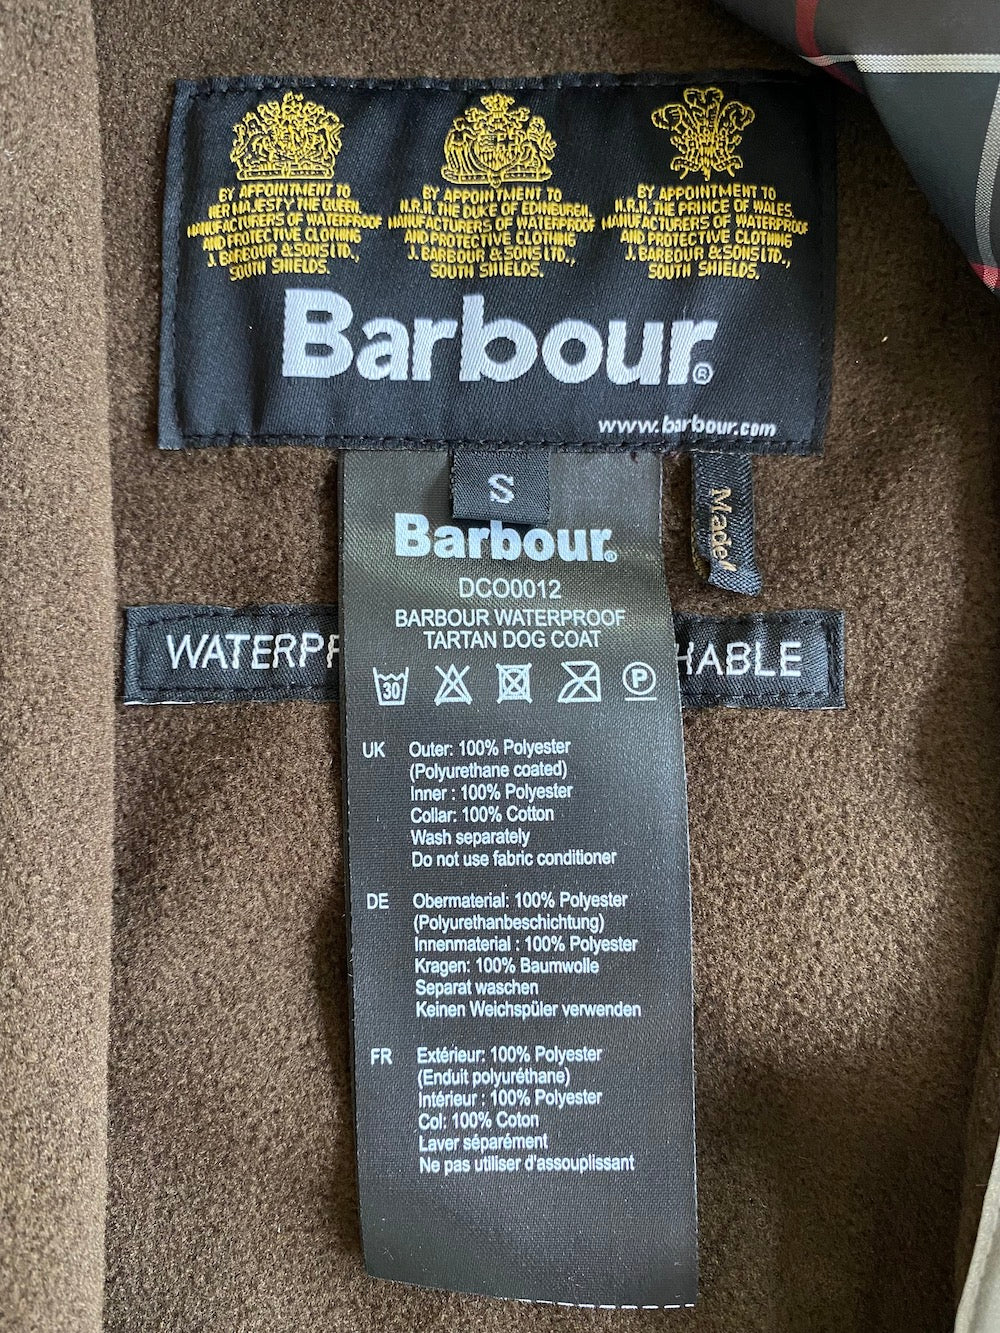 BY APPOINTMENT TO
HER MAJESTY THE QUEEN,
MANUFACTURERS OF WATERPROOF
AND PROTECTIVE CLOTHING
J. BARBOUR & SONS LTD.,
SOUTH SHIELDS.
BY APPOINTMENT TO
H.R.H. THE DUKE OF EDINBURGH,
MANUFACTURERS OF WATERPROOF
AND PROTECTIVE CLOTHING
J. BARBOUR & SONS LTD.,
SOUTH SHIELDS.
BY APPOINTMENT TO
H.R.H. THE PRINCE OF WALES,
MANUFACTURERS OF WATERPROOF
AND PROTECTIVE CLOTHING
J. BARBOUR & SONS LTD.,
SOUTH SHIELDS.
Barbour®
www.barbour.com
S
Made
Barbour®
DCO0012
BARBOUR WATERPROOF
TARTAN DOG COAT
WATERP HABLE
30 P
UK Outer: 100% Polyester
(Polyurethane coated)
Inner : 100% Polyester
Collar: 100% Cotton
Wash separately
Do not use fabric conditioner
DE Obermaterial: 100% Polyester
(Polyurethanbeschichtung)
Innenmaterial : 100% Polyester
Kragen: 100% Baumwolle
Separat waschen
Keinen Weichspüler verwenden
FR Extérieur: 100% Polyester
(Enduit polyuréthane)
Intérieur : 100% Polyester
Col: 100% Coton
Laver séparément
Ne pas utiliser d'assouplissant